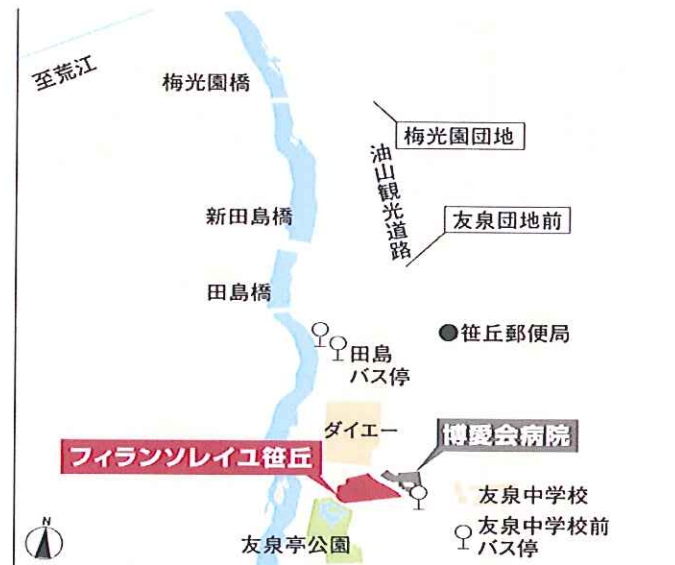 至荒江
梅光園橋
梅光園団地
油山観光道路
新田島橋
友泉団地前
田島橋
笹丘郵便局
田島
バス停
ダイエー
博愛会病院
フィランソレイユ笹丘
友泉中学校
友泉中学校前
バス停
友泉亭公園
N